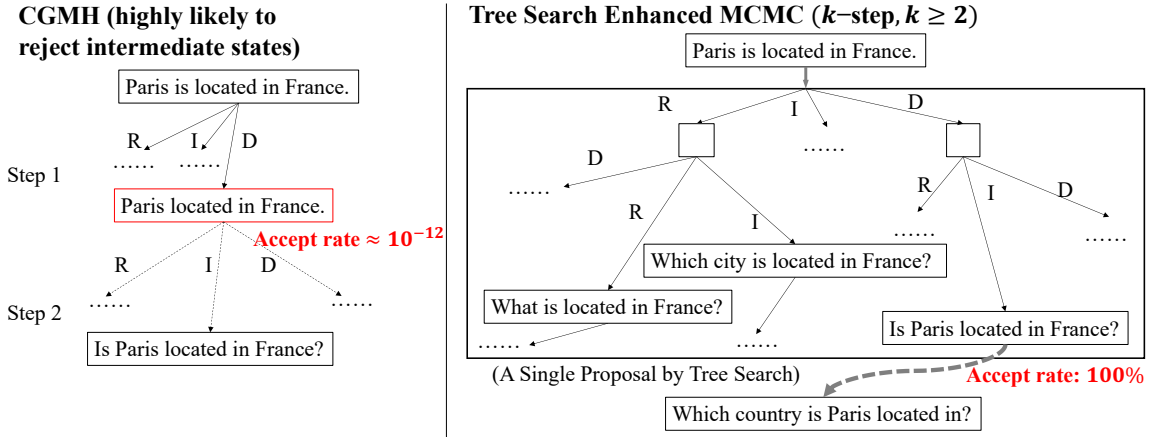 CGMH (highly likely to
reject intermediate states)
Paris is located in France.
R I D
...... ......
Step 1
Paris located in France.
Accept rate ≈ 10⁻¹²
R I D
...... ......
Step 2
Is Paris located in France?
Tree Search Enhanced MCMC (k−step, k ≥ 2)
Paris is located in France.
R I D
......
D R I
......
R I D
...... ......
Which city is located in France?
What is located in France?
Is Paris located in France?
...... ......
(A Single Proposal by Tree Search)
Accept rate: 100%
Which country is Paris located in?